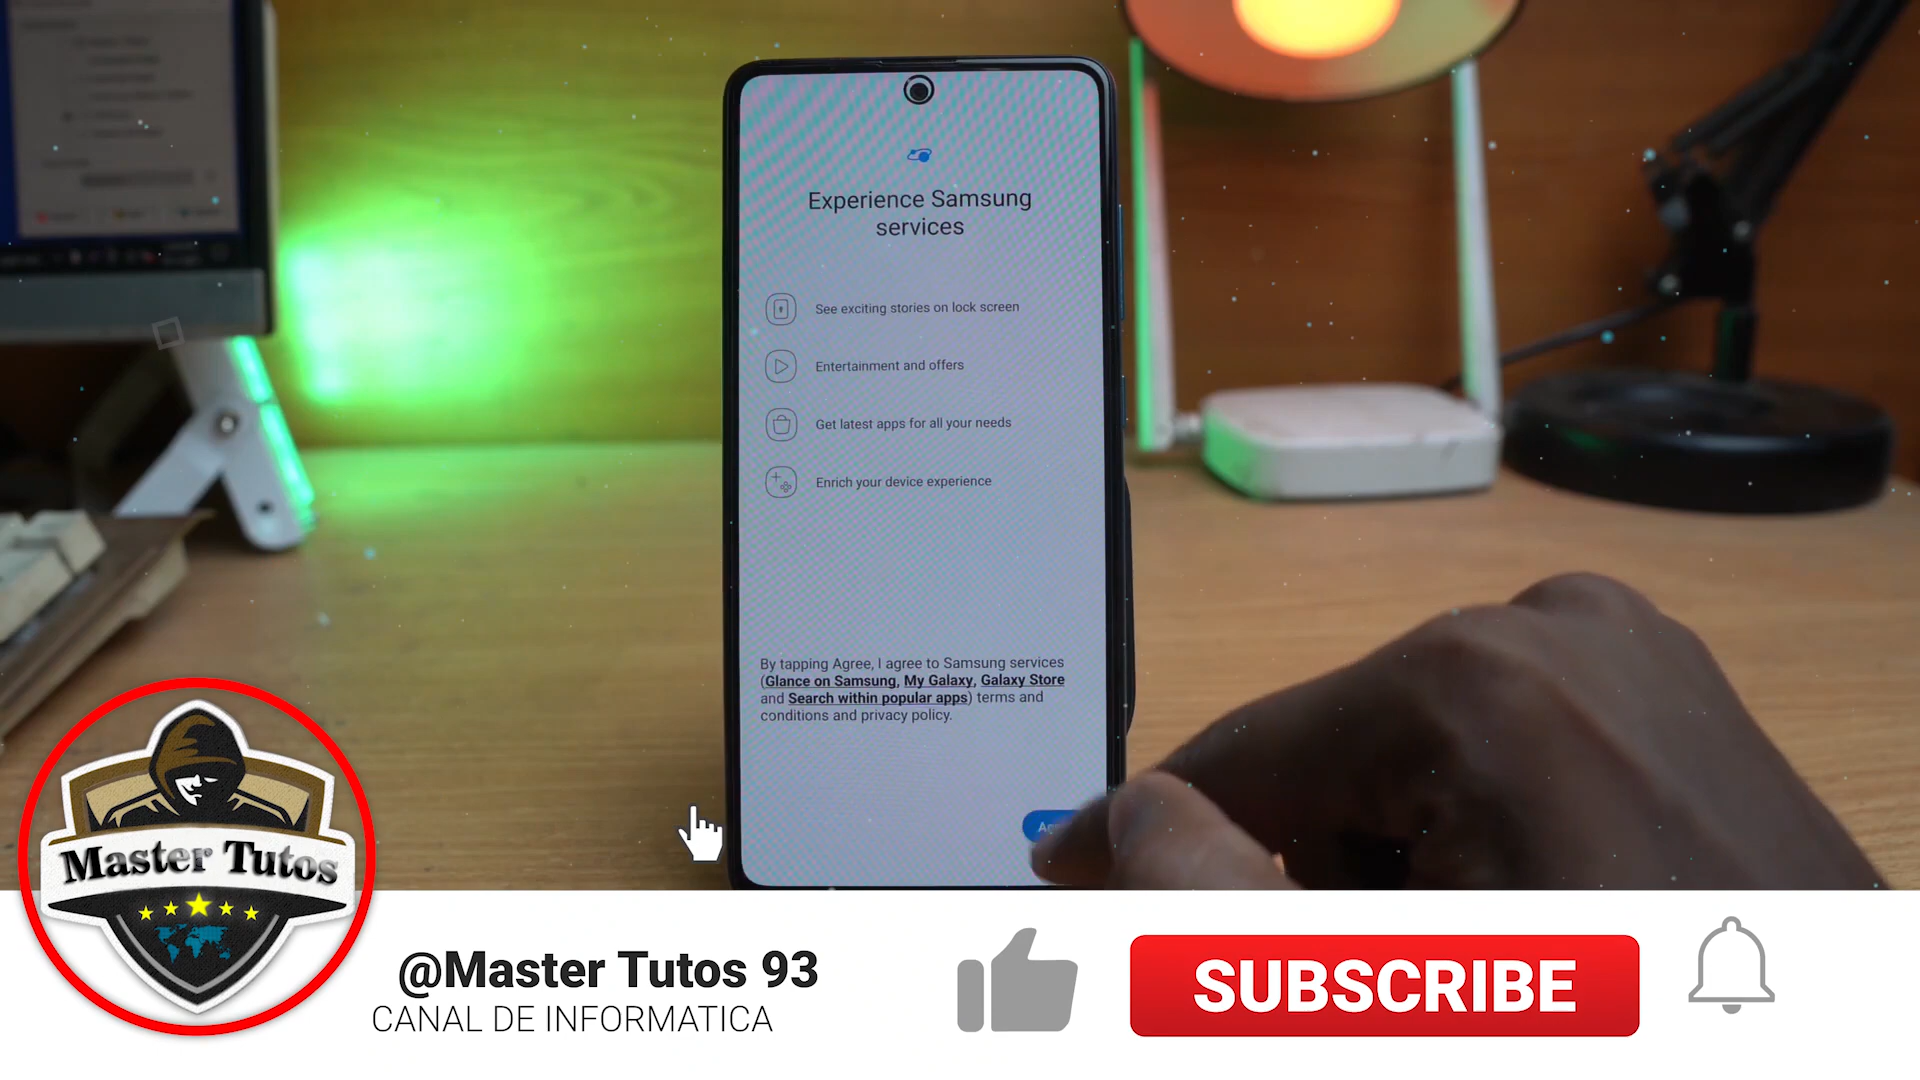 Experience Samsung
services
See exciting stories on lock screen
Entertainment and offers
Get latest apps for all your needs
Enrich your device experience
By tapping Agree, I agree to Samsung services
(Glance on Samsung, My Galaxy, Galaxy Store
and Search within popular apps) terms and
conditions and privacy policy.
Master Tutos
@Master Tutos 93
CANAL DE INFORMATICA
SUBSCRIBE